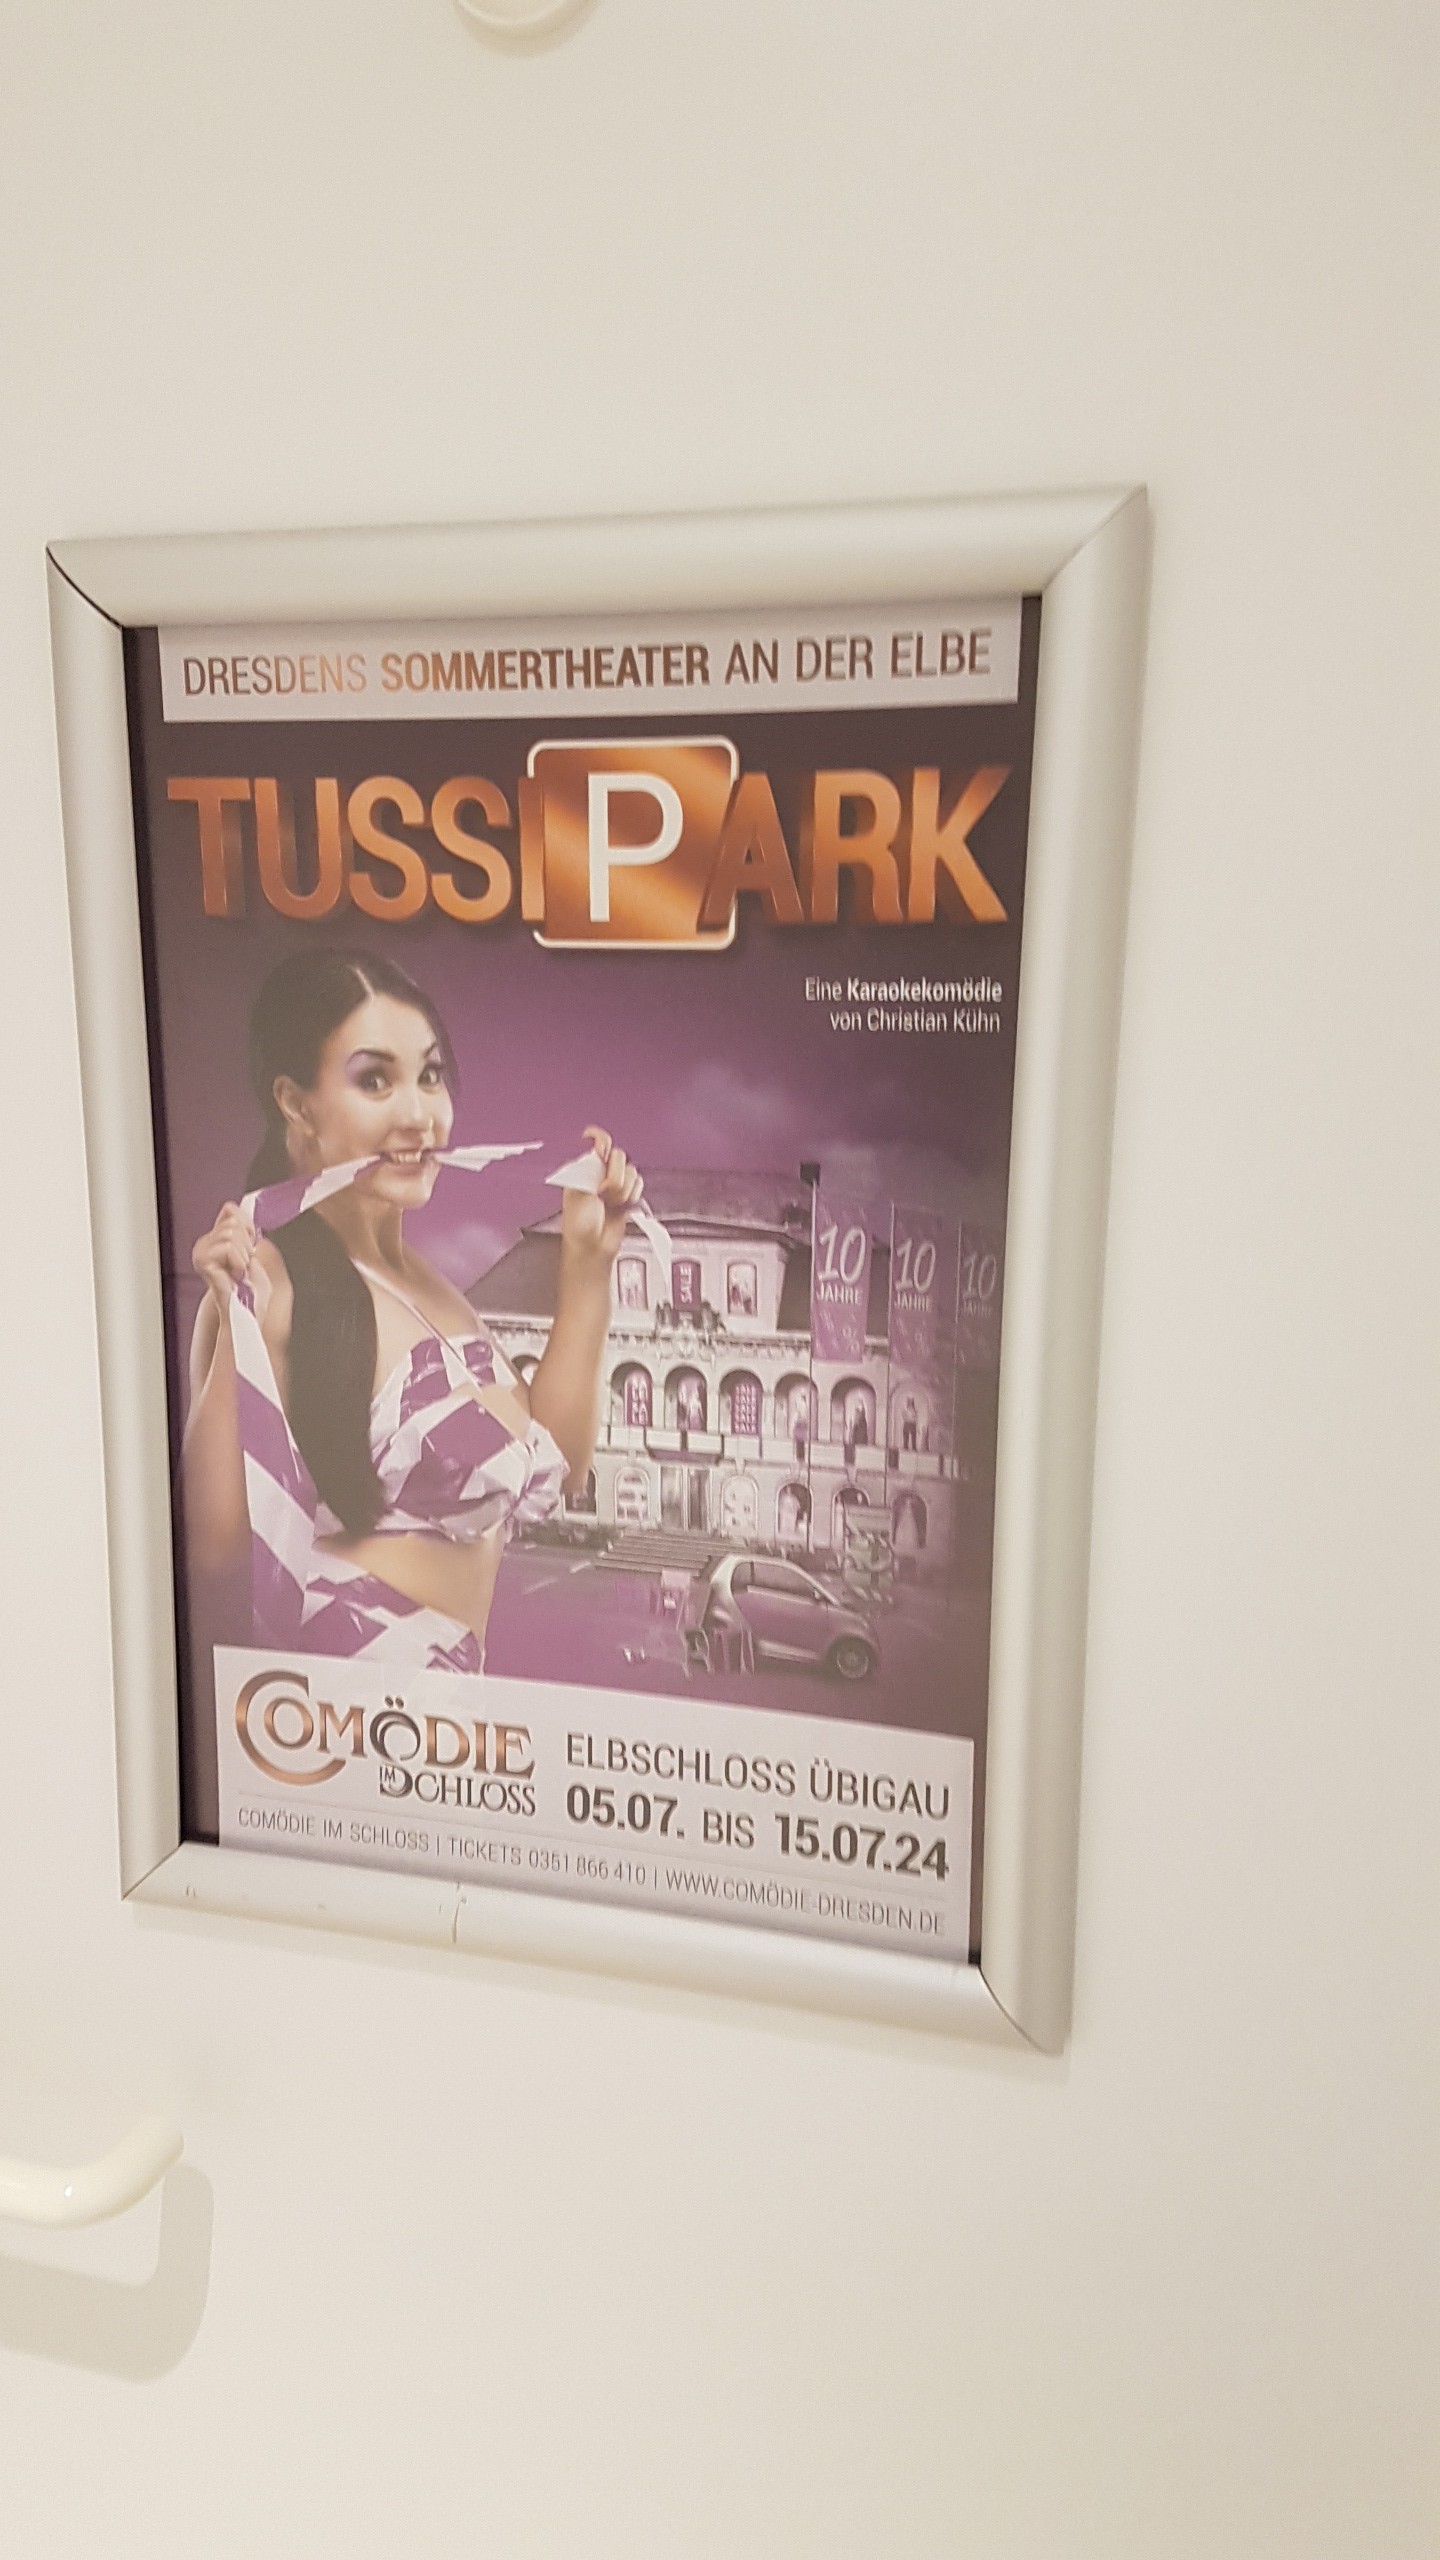 DRESDENS SOMMERTHEATER AN DER ELBE
TUSSIPARK
Eine Karaokekomödie
von Christian Kühn
10 JAHRE
10 JAHRE
10 JAHRE
SALE
COMÖDIE
IM SCHLOSS
ELBSCHLOSS ÜBIGAU
05.07. BIS 15.07.24
COMÖDIE IM SCHLOSS | TICKETS 0351 866 410 | WWW.COMÖDIE-DRESDEN.DE